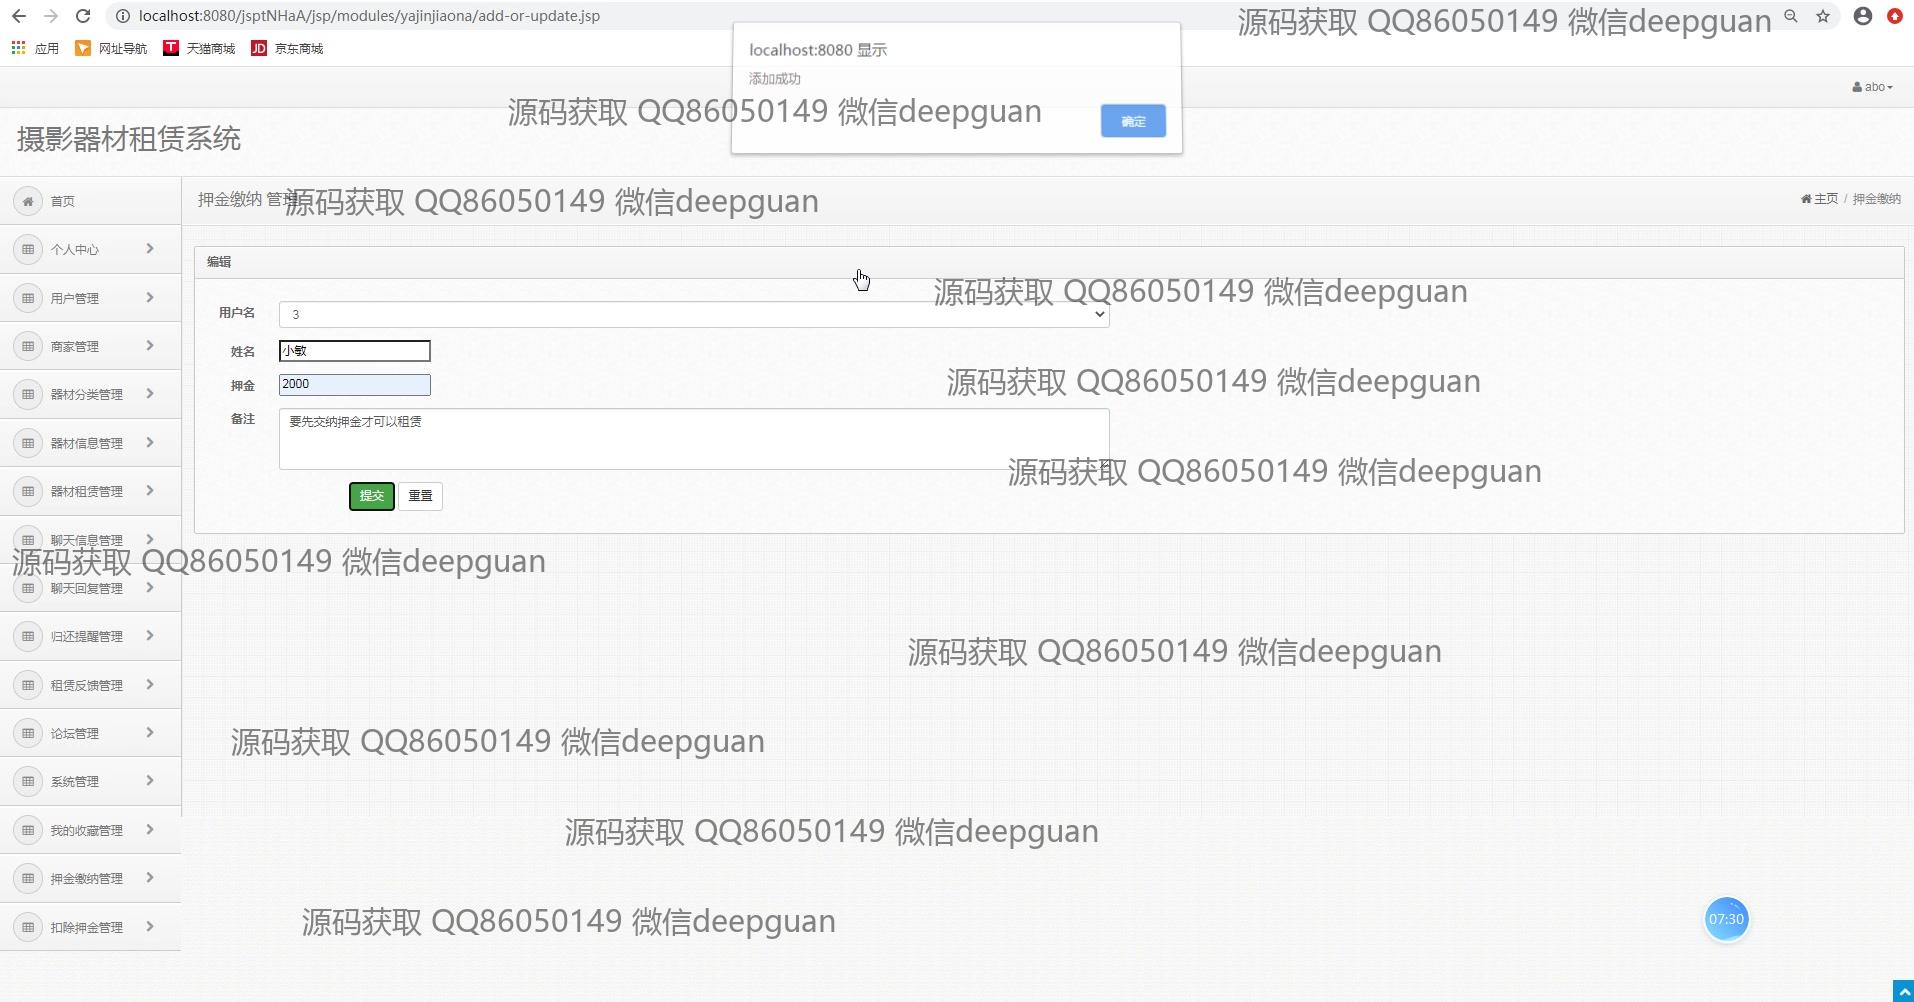 localhost:8080/jsptNHaA/jsp/modules/yajinjiaona/add-or-update.jsp
源码获取 QQ86050149 微信deepguan
应用 网址导航 天猫商城 JD 京东商城
localhost:8080 显示
添加成功
确定
abo
源码获取 QQ86050149 微信deepguan
摄影器材租赁系统
首页
押金缴纳 管理
源码获取 QQ86050149 微信deepguan
主页 / 押金缴纳
个人中心
编辑
用户管理
源码获取 QQ86050149 微信deepguan
用户名 3
商家管理
姓名 小敏
押金 2000
源码获取 QQ86050149 微信deepguan
器材分类管理
备注 要先交纳押金才可以租赁
器材信息管理
源码获取 QQ86050149 微信deepguan
器材租赁管理
提交 重置
聊天信息管理
源码获取 QQ86050149 微信deepguan
聊天回复管理
归还提醒管理
源码获取 QQ86050149 微信deepguan
租赁反馈管理
论坛管理
源码获取 QQ86050149 微信deepguan
系统管理
我的收藏管理
源码获取 QQ86050149 微信deepguan
押金缴纳管理
扣除押金管理
源码获取 QQ86050149 微信deepguan
07:30